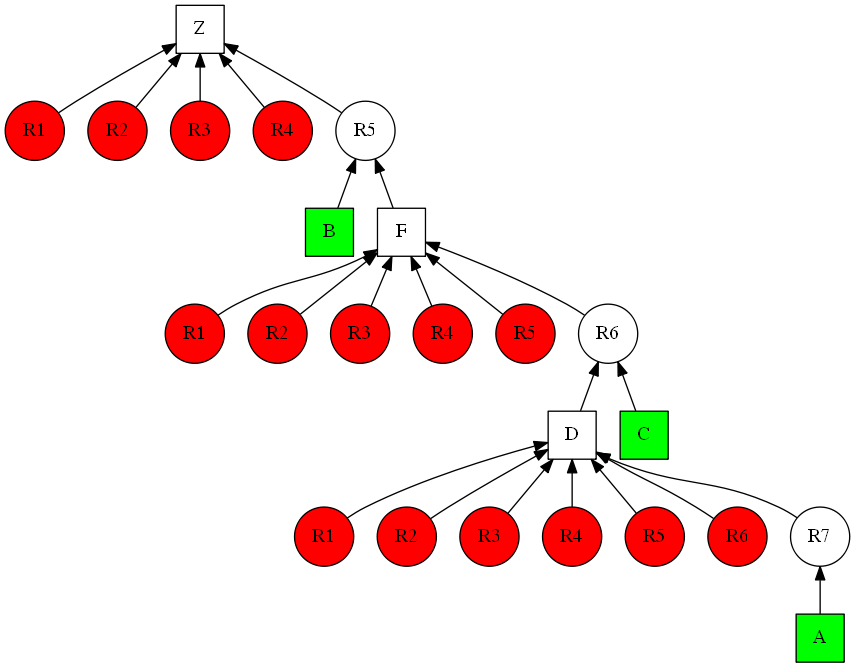 Z
R1 R2 R3 R4 R5
B F
R1 R2 R3 R4 R5 R6
D C
R1 R2 R3 R4 R5 R6 R7
A